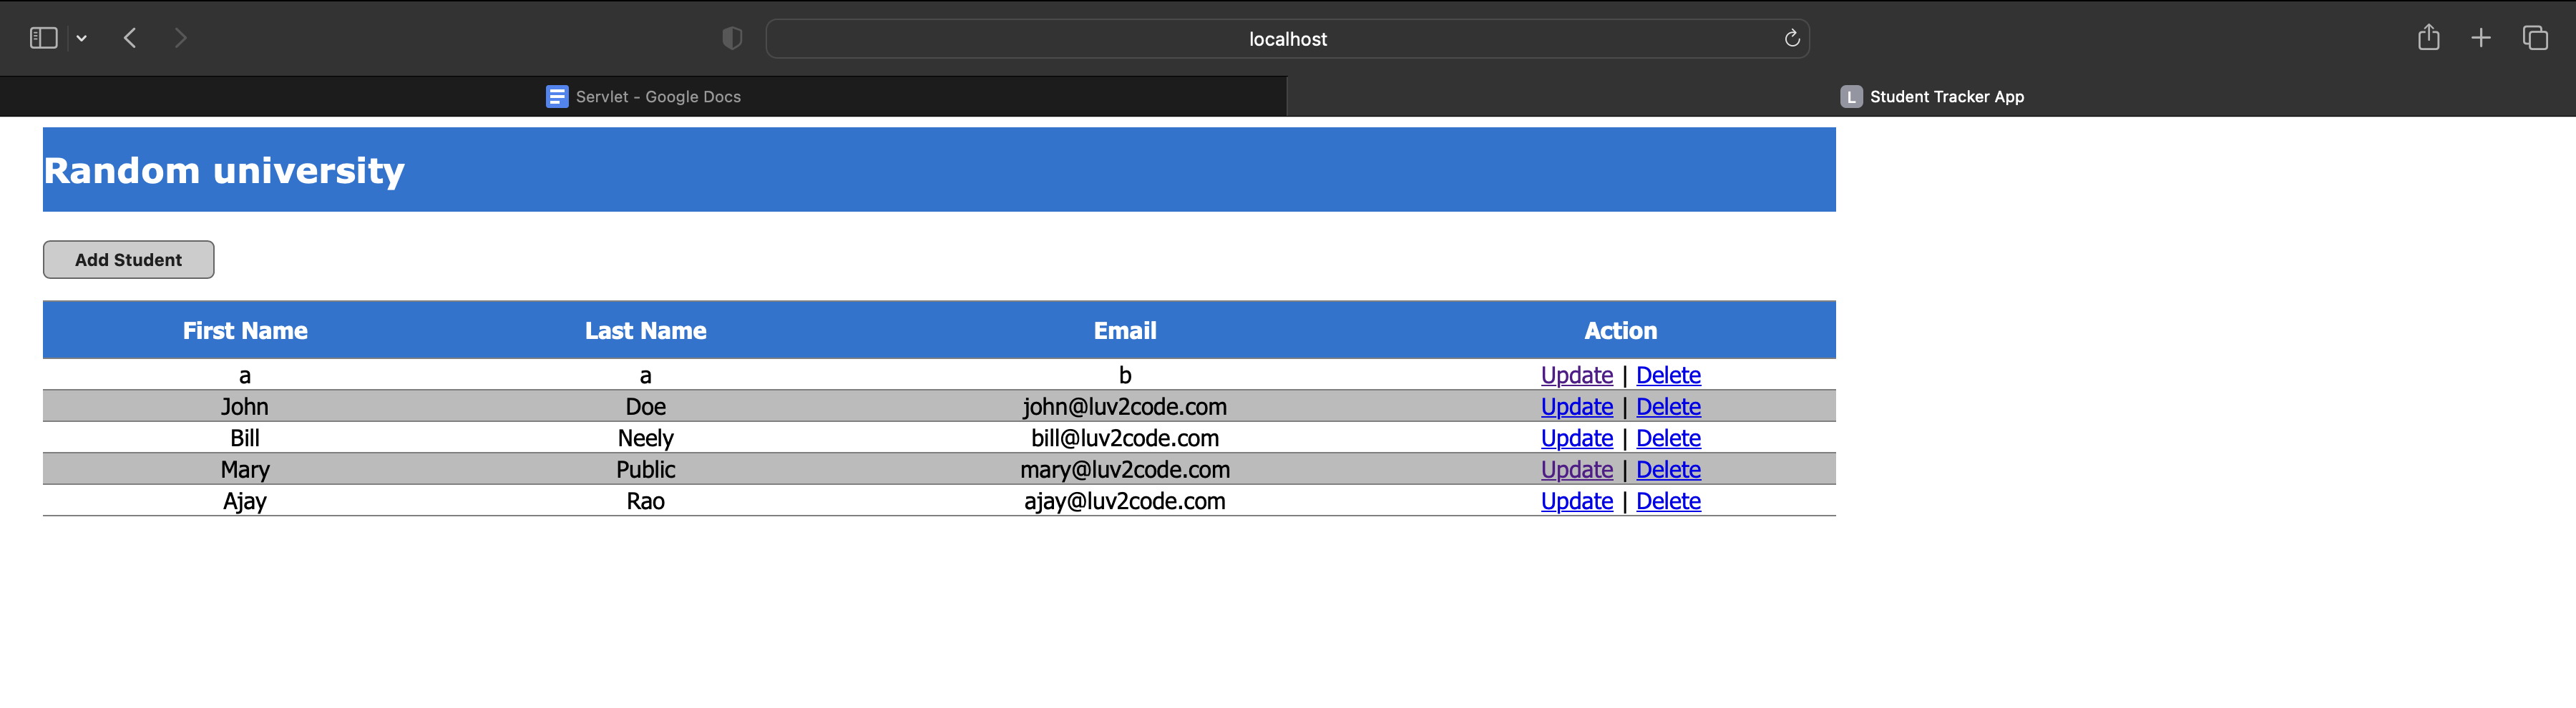 localhost
Servlet - Google Docs
L Student Tracker App
Random university
Add Student
First Name Last Name Email Action
a a b Update | Delete
John Doe john@luv2code.com Update | Delete
Bill Neely bill@luv2code.com Update | Delete
Mary Public mary@luv2code.com Update | Delete
Ajay Rao ajay@luv2code.com Update | Delete